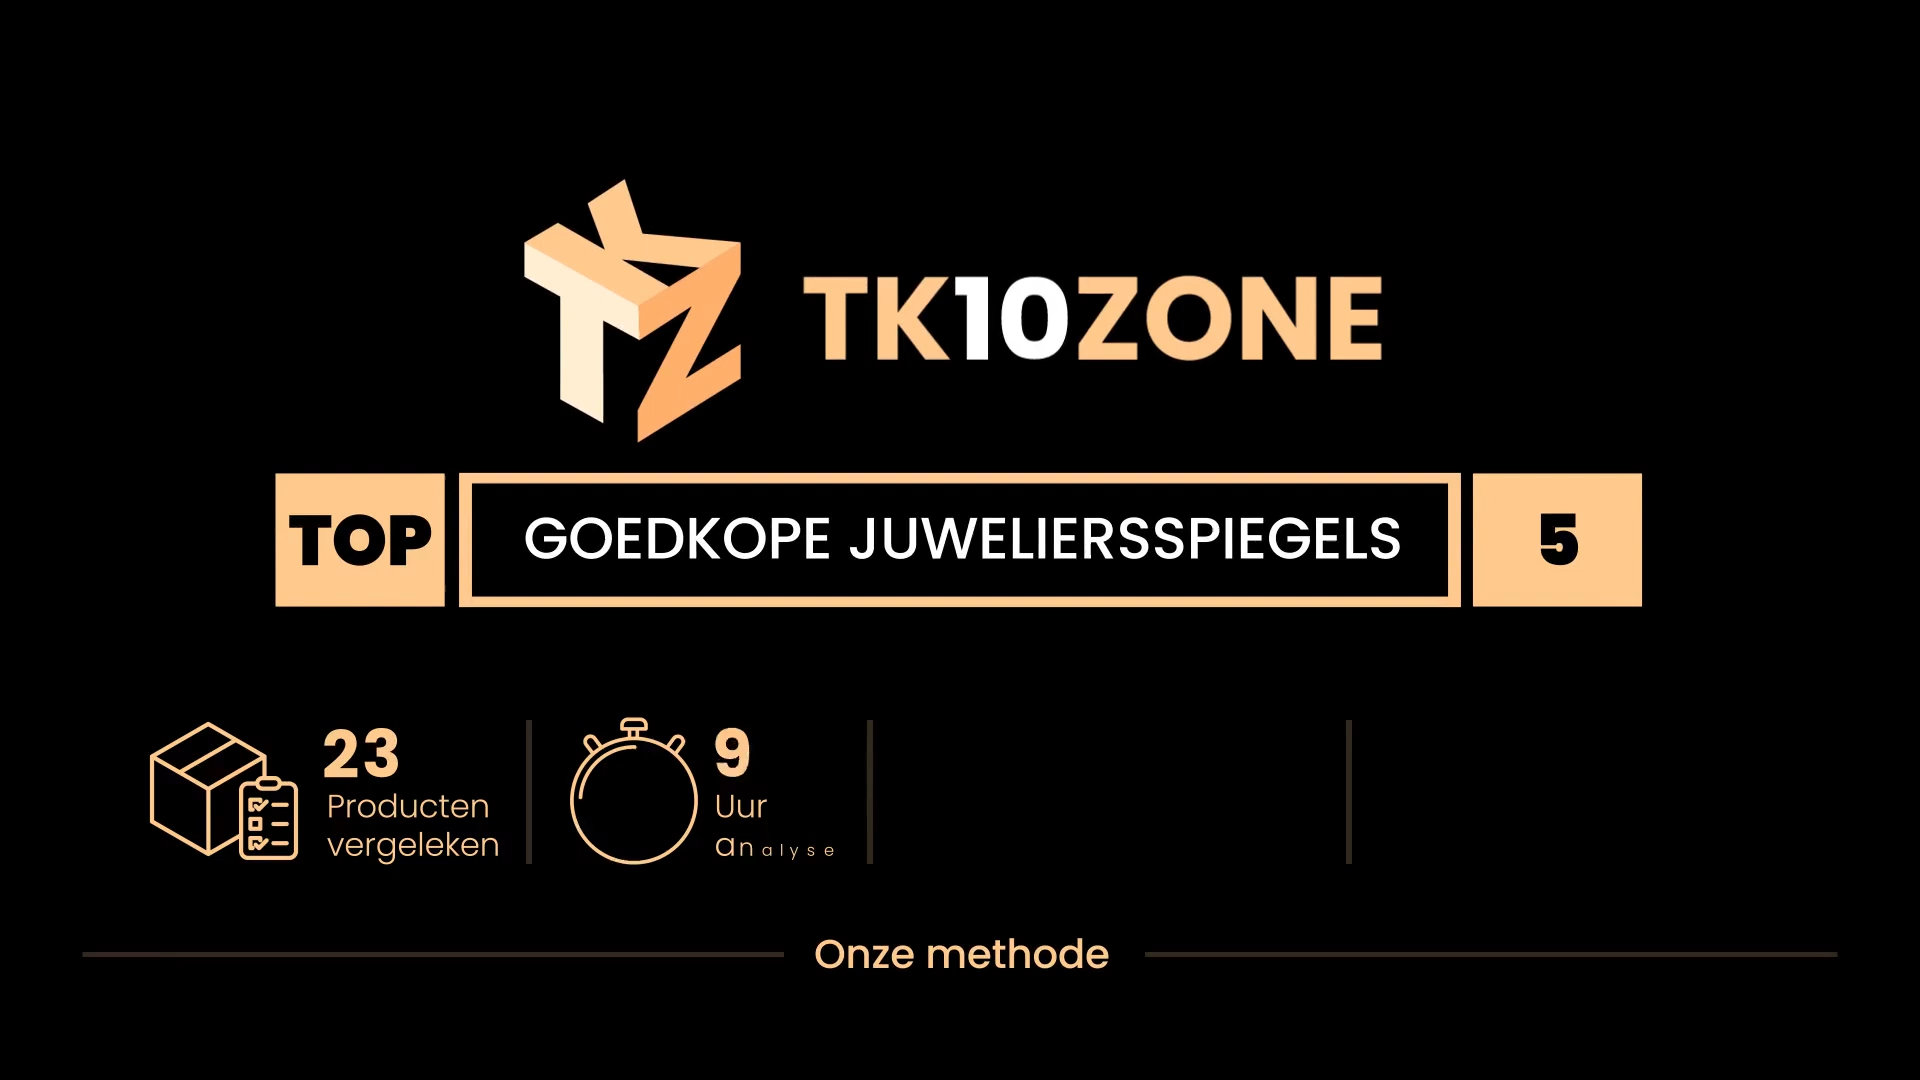 TK10ZONE
TOP
GOEDKOPE JUWELIERSSPIEGELS
5
23
Producten
vergeleken
9
Uur
analyse
Onze methode